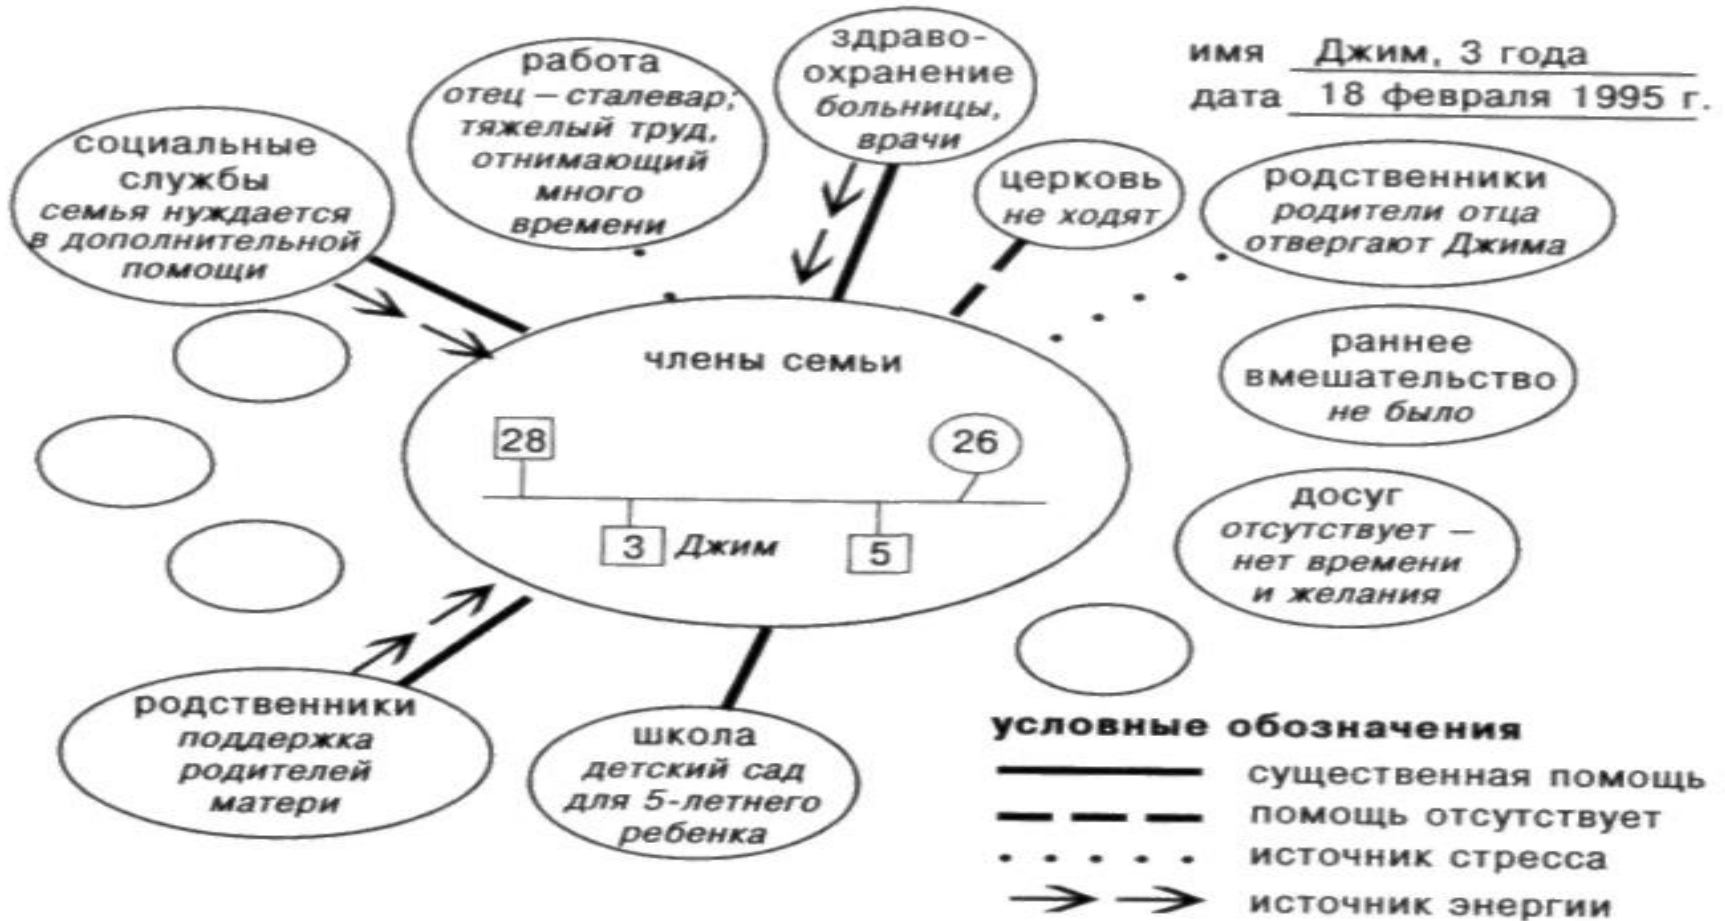 имя Джим, 3 года
дата 18 февраля 1995 г.
социальные
службы
семья нуждается
в дополнительной
помощи
работа
отец – сталевар;
тяжелый труд,
отнимающий
много
времени
здраво-
охранение
больницы,
врачи
церковь
не ходят
родственники
родители отца
отвергают Джима
раннее
вмешательство
не было
досуг
отсутствует –
нет времени
и желания
члены семьи
28
26
3 Джим
5
родственники
поддержка
родителей
матери
школа
детский сад
для 5-летнего
ребенка
условные обозначения
существенная помощь
помощь отсутствует
источник стресса
источник энергии